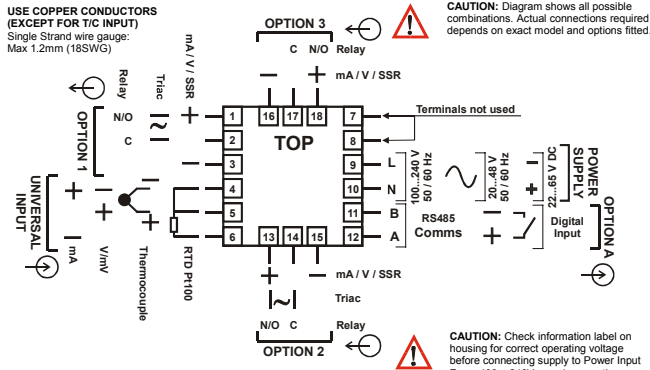 USE COPPER CONDUCTORS
(EXCEPT FOR T/C INPUT)
Single Strand wire gauge:
Max 1.2mm (18SWG)
OPTION 3
C N/O Relay
mA / V / SSR
CAUTION: Diagram shows all possible
combinations. Actual connections required
depends on exact model and options fitted.
Relay
Triac
mA / V / SSR
OPTION 1
N/O
C
~
UNIVERSAL
INPUT
mA
V/mV
Thermocouple
RTD Pt100
TOP
1
2
3
4
5
6
16 17 18
7
8
9
10
11
12
13 14 15
Terminals not used
L
N
B
A
100...240 V
50 / 60 Hz
20...48 V
50 / 60 Hz
22...65 V DC
POWER
SUPPLY
RS485
Comms
Digital
Input
OPTION A
mA / V / SSR
~
Triac
N/O C Relay
OPTION 2
CAUTION: Check information label on
housing for correct operating voltage
before connecting supply to Power Input